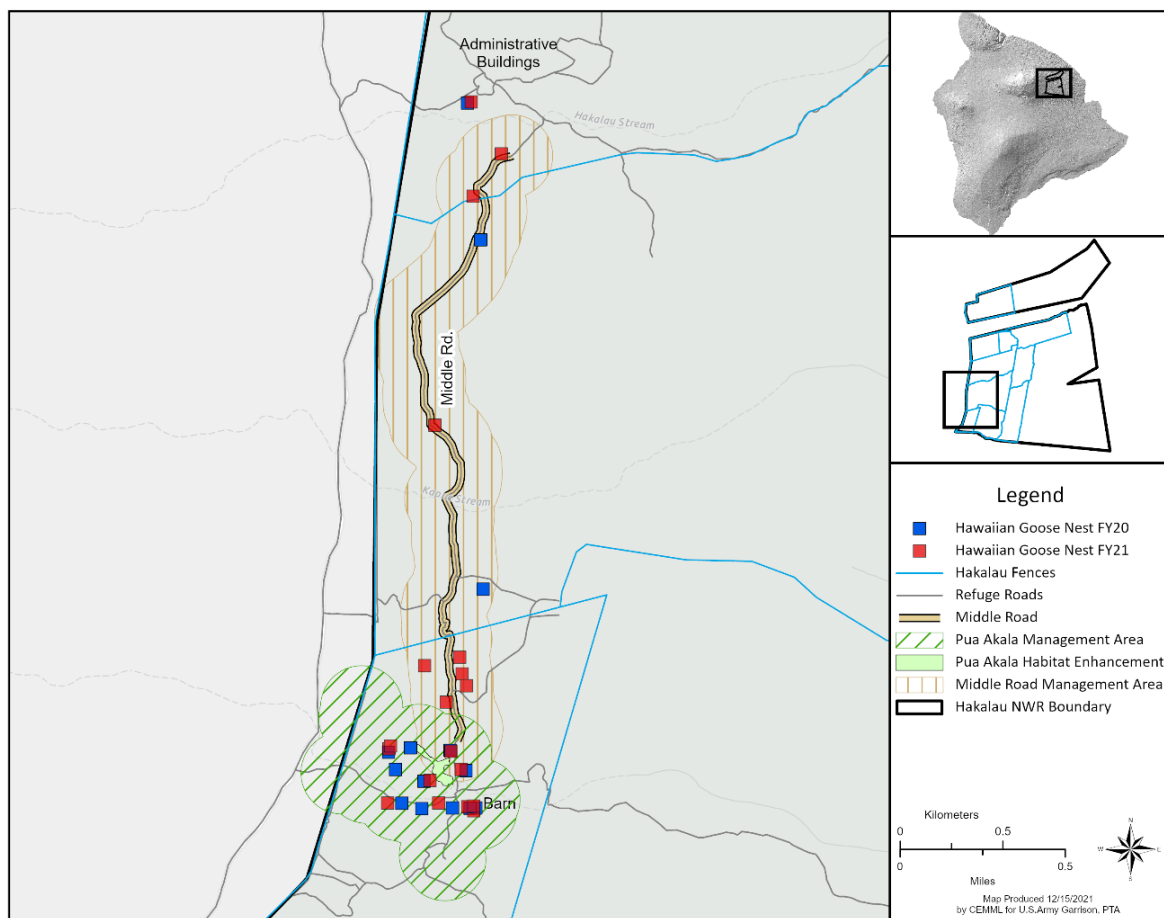 Administrative
Buildings
Hakalau Stream
Middle Rd.
Kapue Stream
Barn
Legend
Hawaiian Goose Nest FY20
Hawaiian Goose Nest FY21
Hakalau Fences
Refuge Roads
Middle Road
Pua Akala Management Area
Pua Akala Habitat Enhancement
Middle Road Management Area
Hakalau NWR Boundary
Kilometers
0 0.5
0 0.5
Miles
N
W E
S
Map Produced 12/15/2021
by CEMML for U.S.Army Garrison, PTA